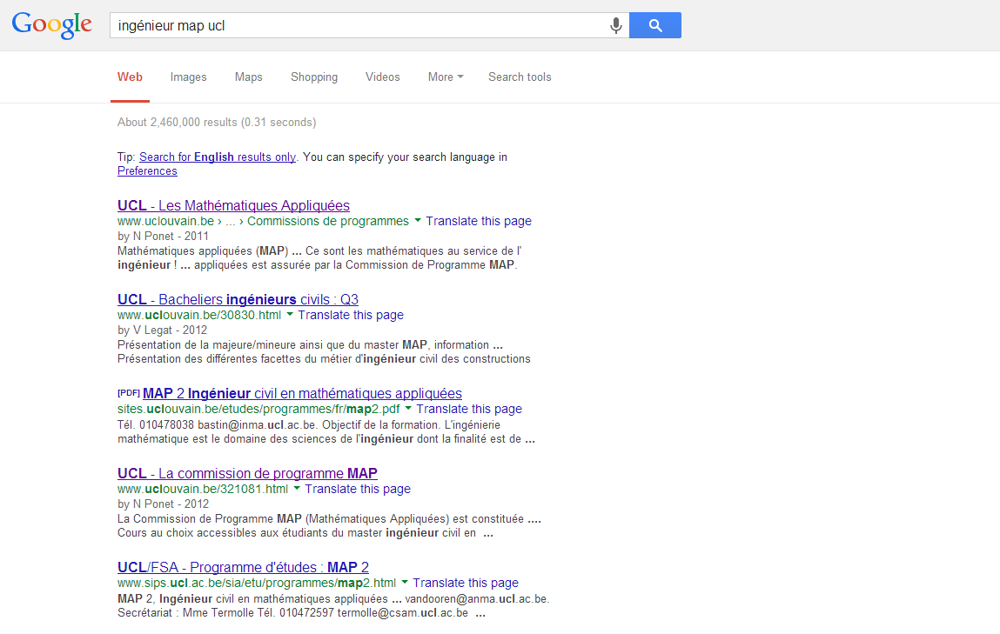 Google
ingénieur map ucl
Web Images Maps Shopping Videos More Search tools
About 2,460,000 results (0.31 seconds)
Tip: Search for English results only. You can specify your search language in
Preferences
UCL - Les Mathématiques Appliquées
www.uclouvain.be › ... › Commissions de programmes Translate this page
by N Ponet - 2011
Mathématiques appliquées (MAP) ... Ce sont les mathématiques au service de l'
ingénieur ! ... appliquées est assurée par la Commission de Programme MAP.
UCL - Bacheliers ingénieurs civils : Q3
www.uclouvain.be/30830.html Translate this page
by V Legat - 2012
Présentation de la majeure/mineure ainsi que du master MAP, information ...
Présentation des différentes facettes du métier d'ingénieur civil des constructions
[PDF] MAP 2 Ingénieur civil en mathématiques appliquées
sites.uclouvain.be/etudes/programmes/fr/map2.pdf Translate this page
Tél. 010478038 bastin@inma.ucl.ac.be. Objectif de la formation. L'ingénierie
mathématique est le domaine des sciences de l'ingénieur dont la finalité est de ...
UCL - La commission de programme MAP
www.uclouvain.be/321081.html Translate this page
by N Ponet - 2012
La Commission de Programme MAP (Mathématiques Appliquées) est constituée ....
Cours au choix accessibles aux étudiants du master ingénieur civil en ...
UCL/FSA - Programme d'études : MAP 2
www.sips.ucl.ac.be/sia/etu/programmes/map2.html Translate this page
MAP 2, Ingénieur civil en mathématiques appliquées ... vandooren@anma.ucl.ac.be.
Secrétariat : Mme Termolle Tél. 010472597 termolle@csam.ucl.ac.be ...